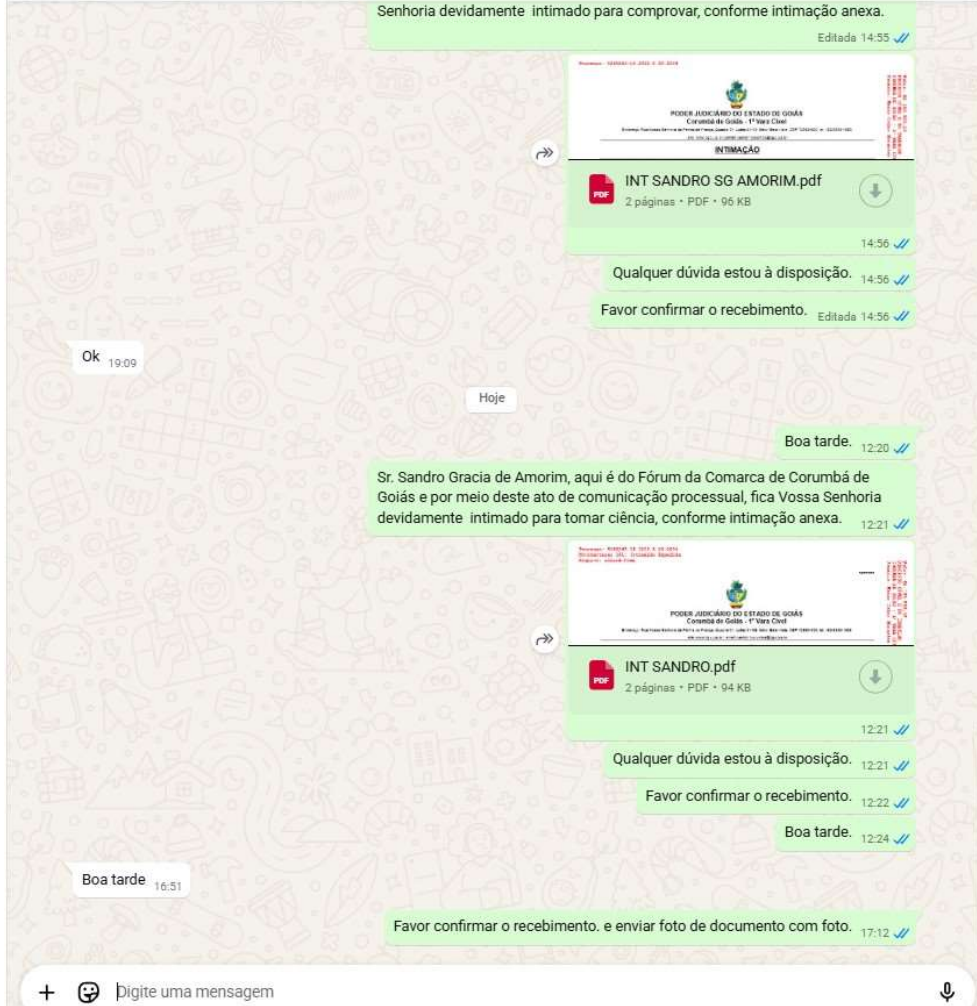 Senhoria devidamente intimado para comprovar, conforme intimação anexa.
Editada 14:55
PODER JUDICIÁRIO DO ESTADO DE GOIÁS
Corumbá de Goiás - 1ª Vara Cível
INTIMAÇÃO
PDF
INT SANDRO SG AMORIM.pdf
2 páginas • PDF • 96 KB
14:56
Qualquer dúvida estou à disposição. 14:56
Favor confirmar o recebimento. Editada 14:56
Ok 19:09
Hoje
Boa tarde. 12:20
Sr. Sandro Gracia de Amorim, aqui é do Fórum da Comarca de Corumbá de
Goiás e por meio deste ato de comunicação processual, fica Vossa Senhoria
devidamente intimado para tomar ciência, conforme intimação anexa. 12:21
PODER JUDICIÁRIO DO ESTADO DE GOIÁS
Corumbá de Goiás - 1ª Vara Cível
PDF
INT SANDRO.pdf
2 páginas • PDF • 94 KB
12:21
Qualquer dúvida estou à disposição. 12:21
Favor confirmar o recebimento. 12:22
Boa tarde. 12:24
Boa tarde 16:51
Favor confirmar o recebimento. e enviar foto de documento com foto. 17:12
Digite uma mensagem